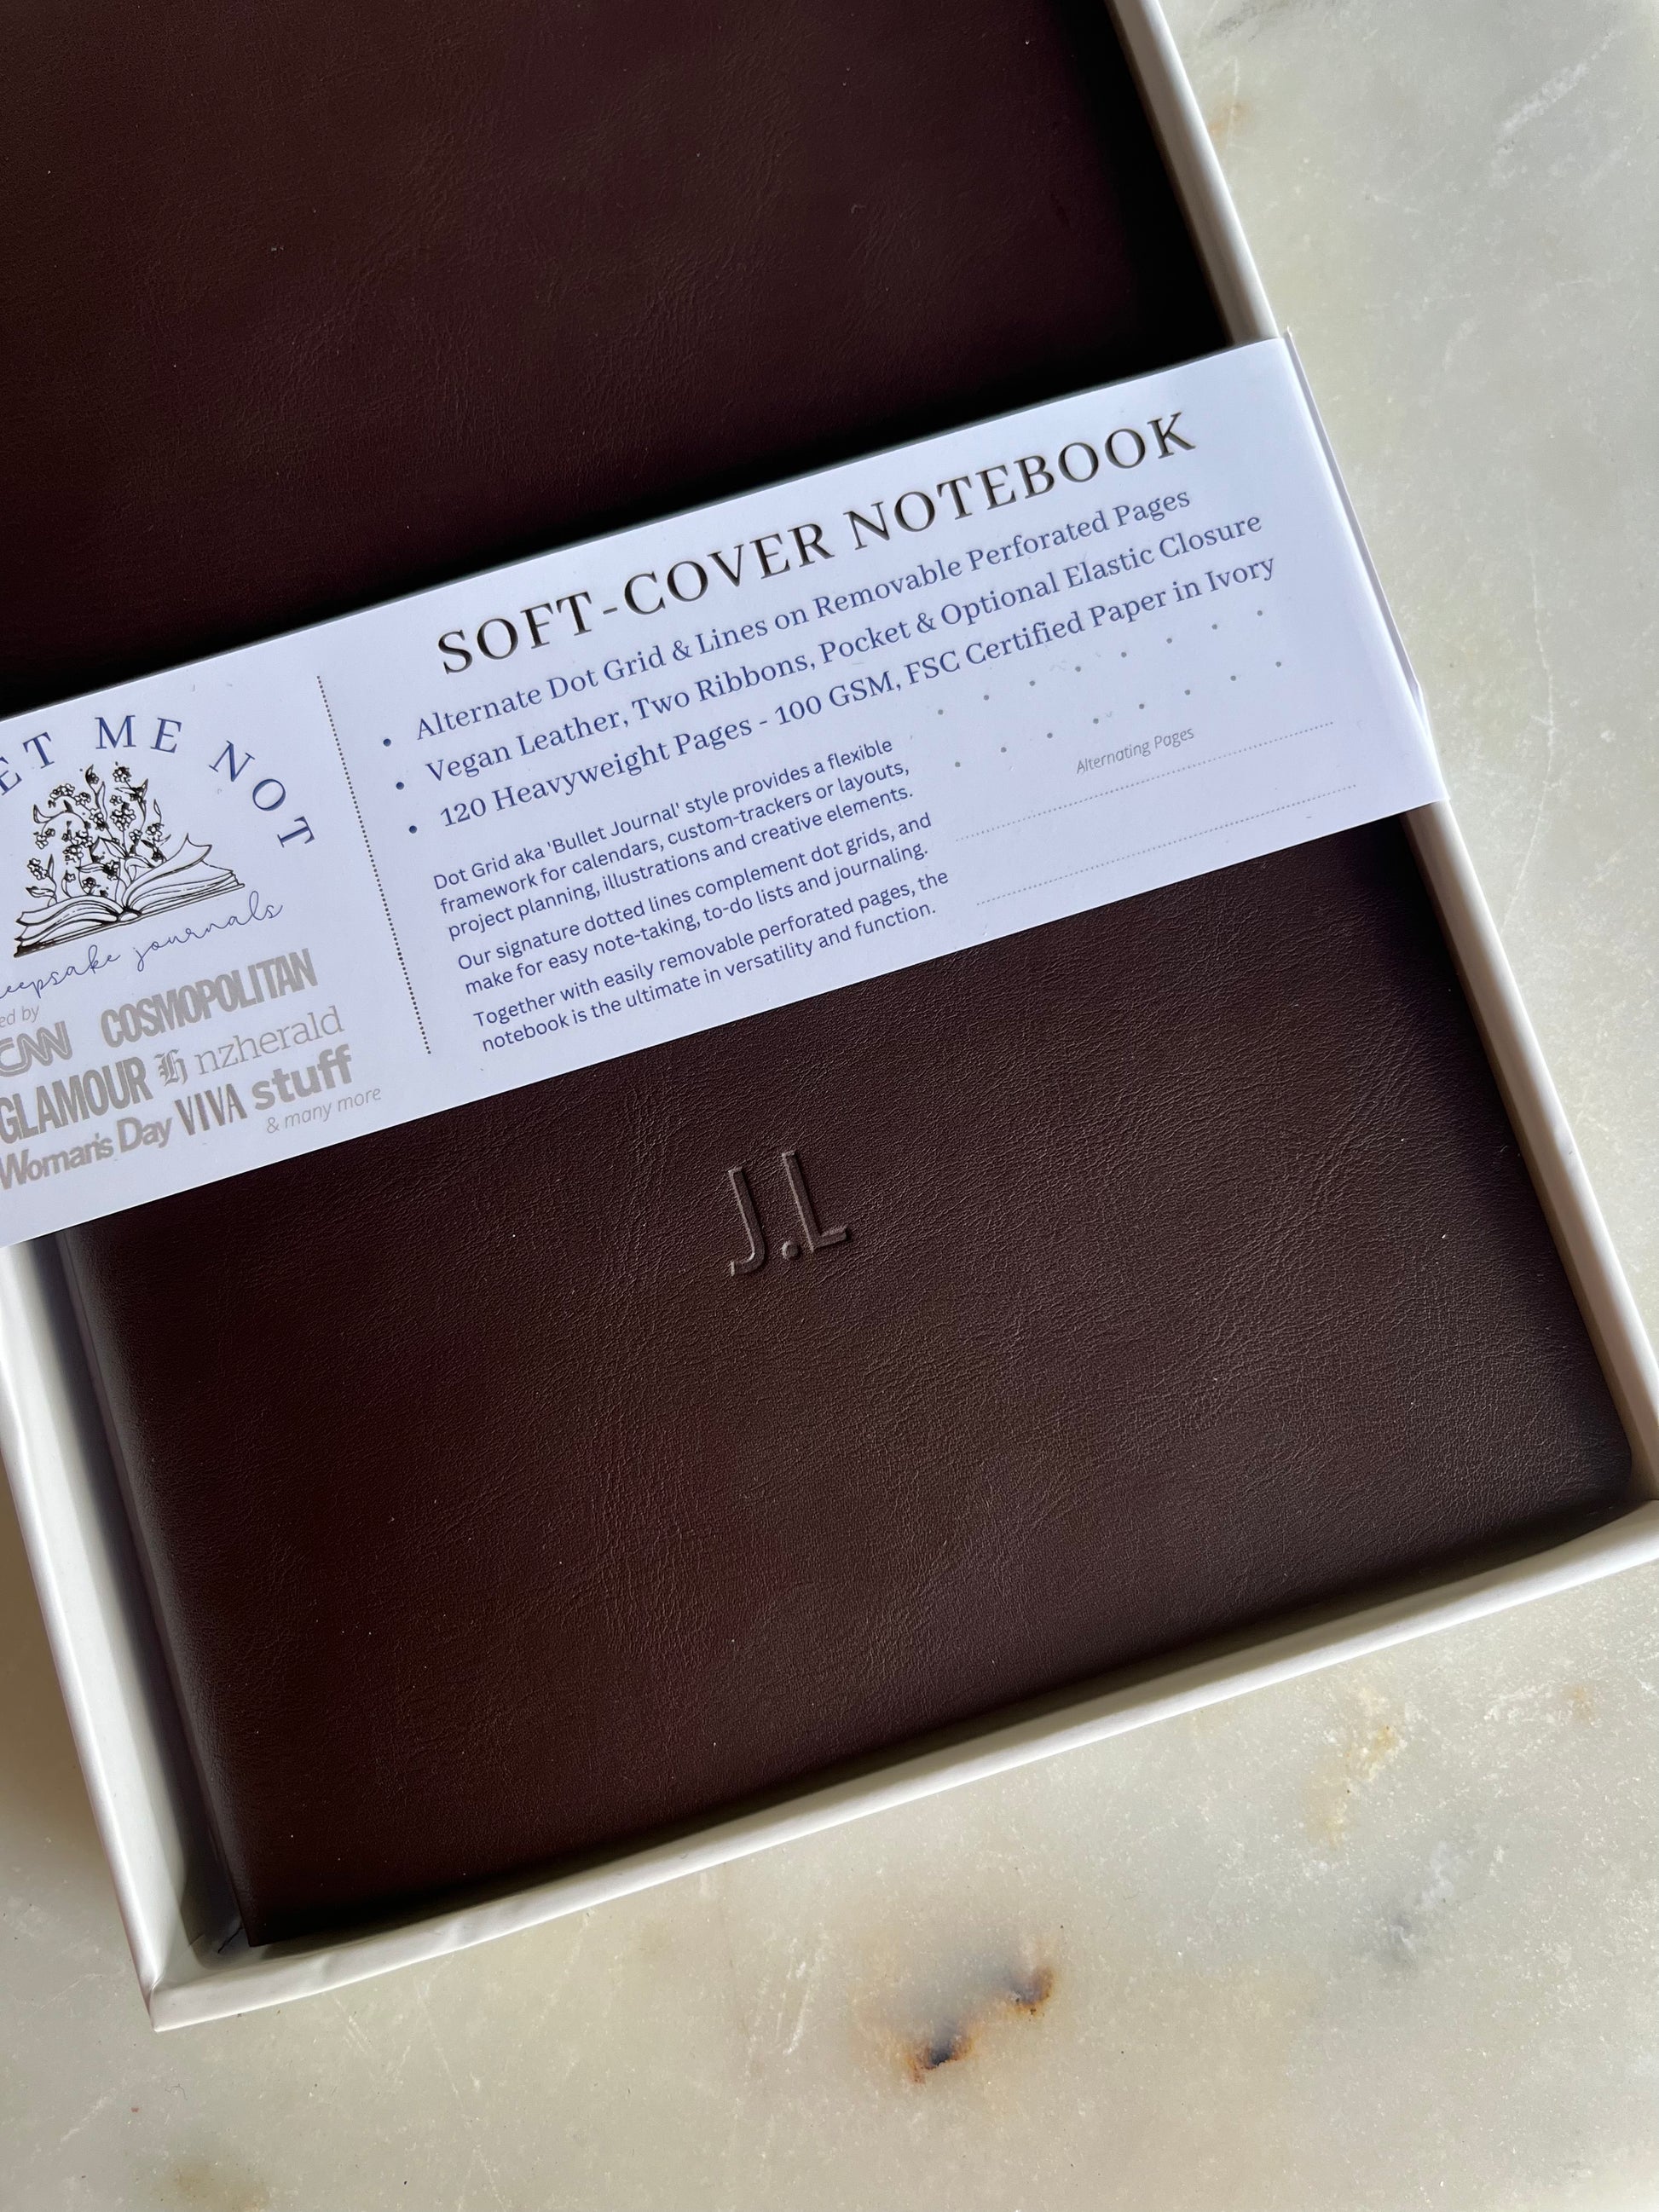 ET ME NOT
keepsake journals
ed by
CNN COSMOPOLITAN
GLAMOUR nzherald
Woman's Day VIVA stuff
& many more
SOFT-COVER NOTEBOOK
• Alternate Dot Grid & Lines on Removable Perforated Pages
• Vegan Leather, Two Ribbons, Pocket & Optional Elastic Closure
• 120 Heavyweight Pages - 100 GSM, FSC Certified Paper in Ivory
Dot Grid aka 'Bullet Journal' style provides a flexible
framework for calendars, custom-trackers or layouts,
project planning, illustrations and creative elements.
Our signature dotted lines complement dot grids, and
make for easy note-taking, to-do lists and journaling.
Together with easily removable perforated pages, the
notebook is the ultimate in versatility and function.
Alternating Pages
J.L